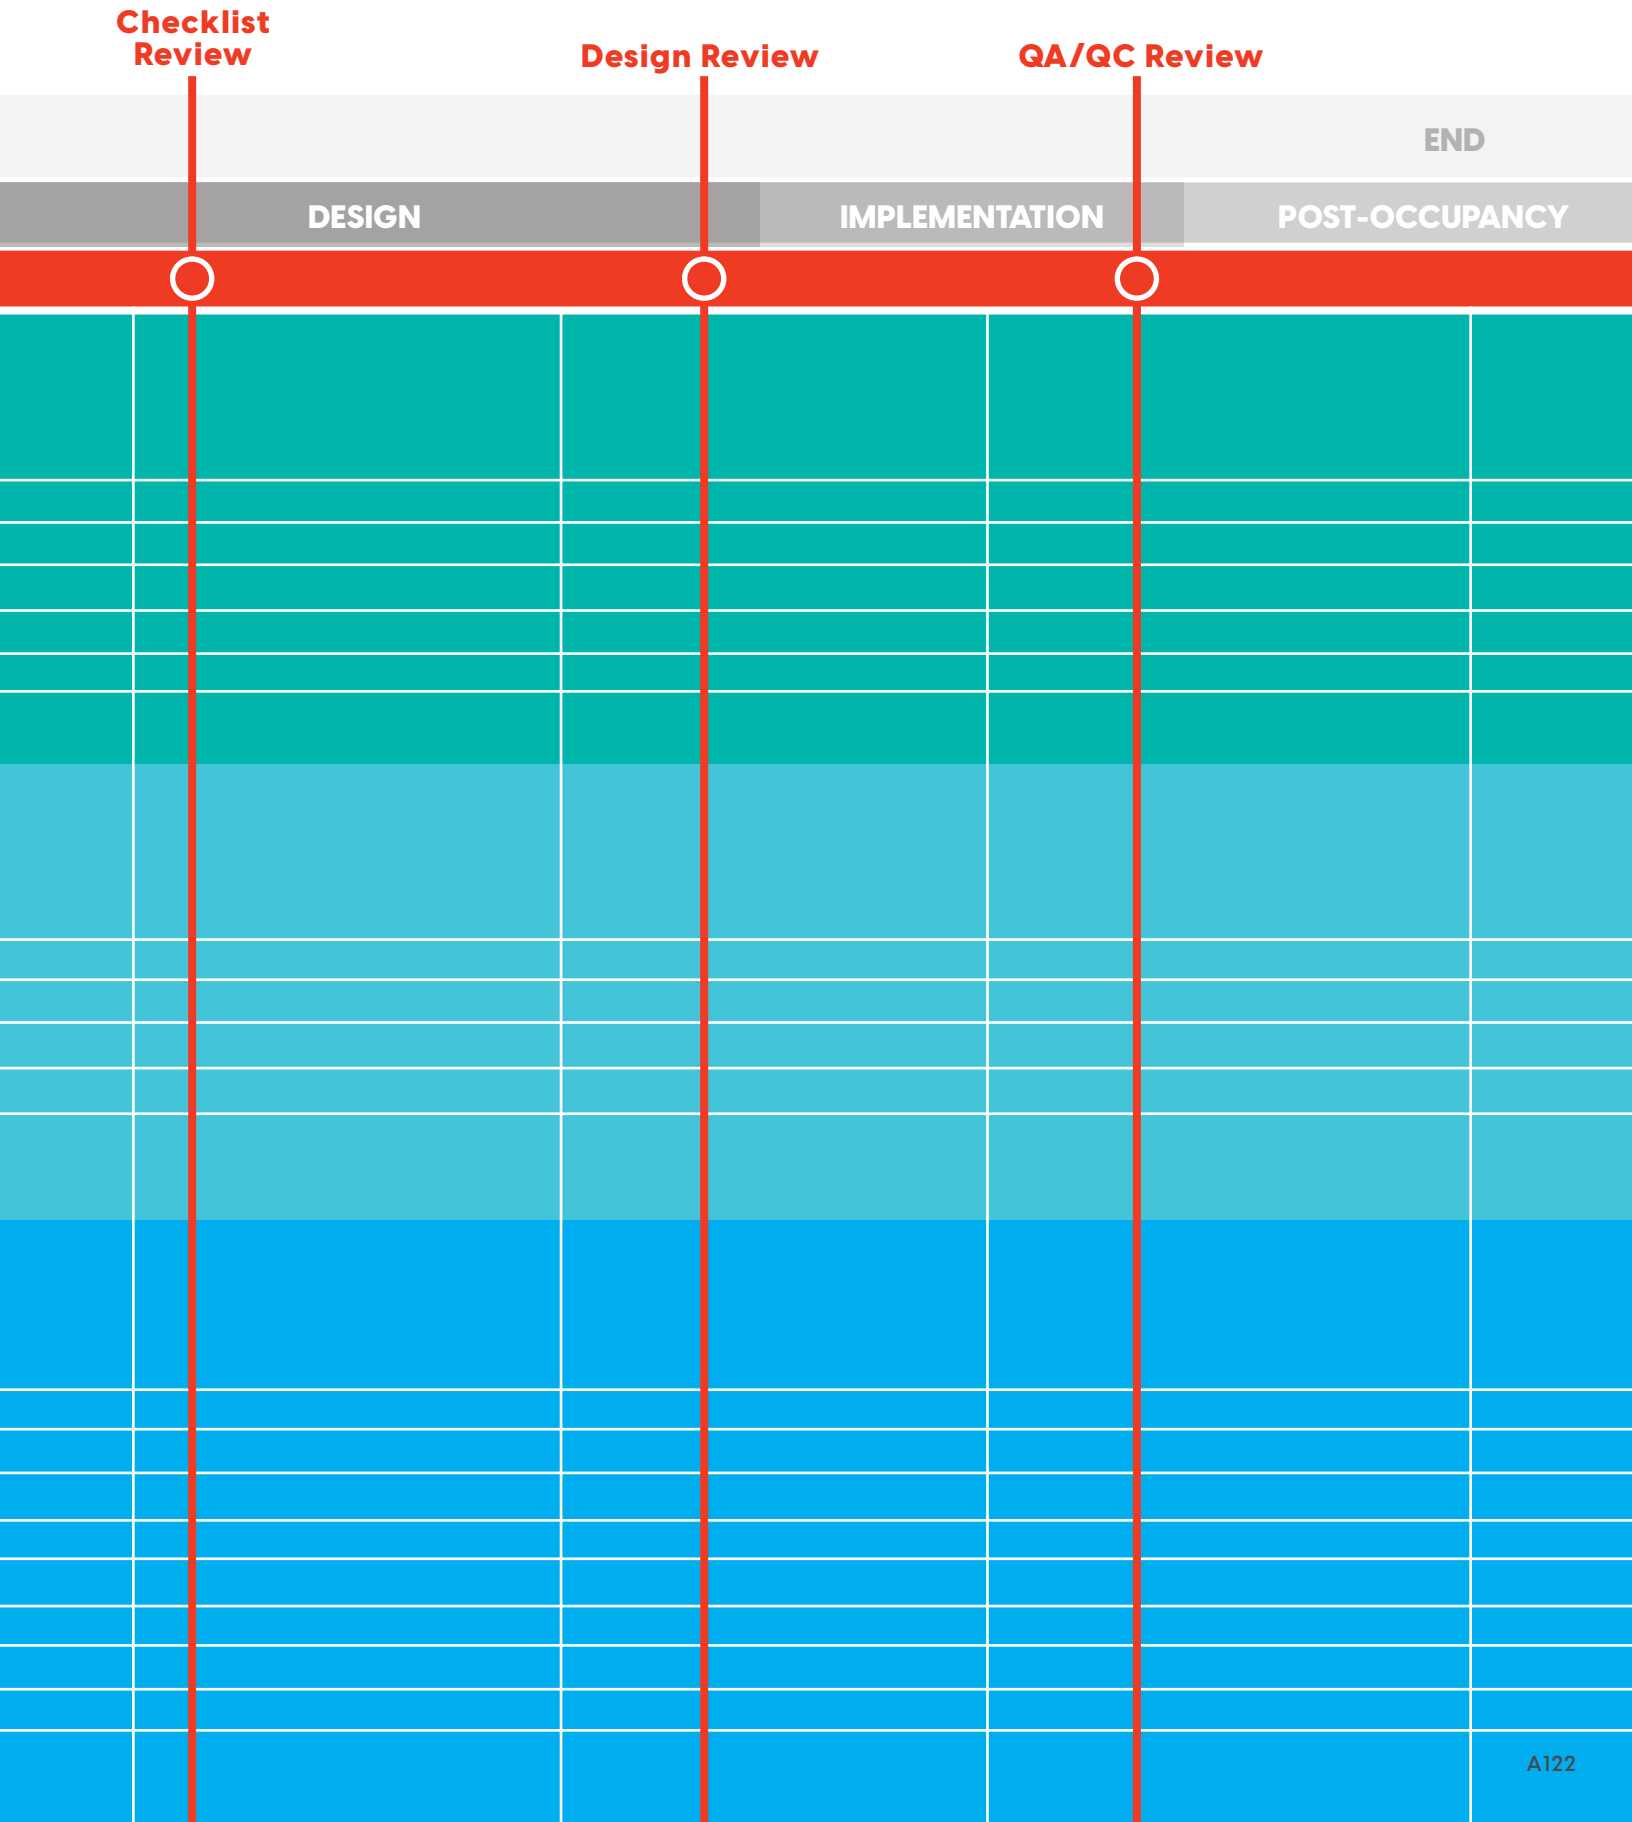 Checklist
Review
Design Review
QA/QC Review
END
DESIGN
IMPLEMENTATION
POST-OCCUPANCY
A122